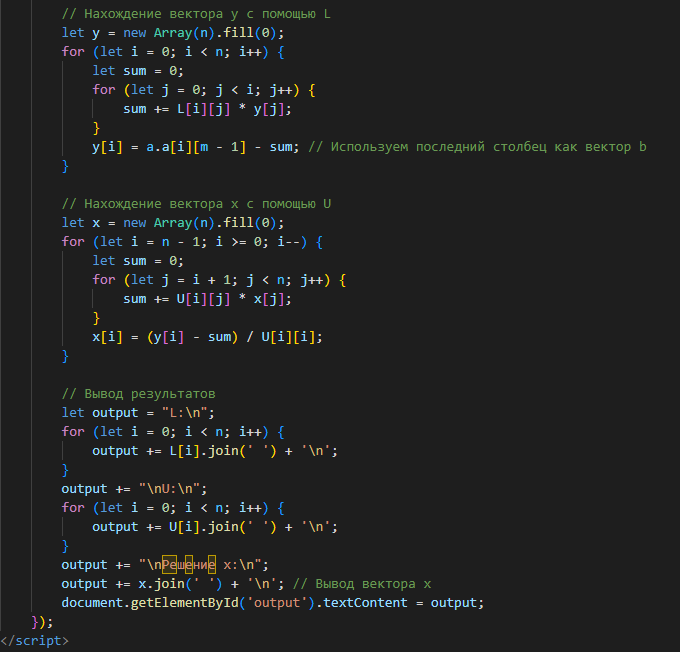 // Нахождение вектора y с помощью L
let y = new Array(n).fill(0);
for (let i = 0; i < n; i++) {
let sum = 0;
for (let j = 0; j < i; j++) {
sum += L[i][j] * y[j];
}
y[i] = a.a[i][m - 1] - sum; // Используем последний столбец как вектор b
}
// Нахождение вектора x с помощью U
let x = new Array(n).fill(0);
for (let i = n - 1; i >= 0; i--) {
let sum = 0;
for (let j = i + 1; j < n; j++) {
sum += U[i][j] * x[j];
}
x[i] = (y[i] - sum) / U[i][i];
}
// Вывод результатов
let output = "L:\n";
for (let i = 0; i < n; i++) {
output += L[i].join(' ') + '\n';
}
output += "\nU:\n";
for (let i = 0; i < n; i++) {
output += U[i].join(' ') + '\n';
}
output += "\nРешение x:\n";
output += x.join(' ') + '\n'; // Вывод вектора x
document.getElementById('output').textContent = output;
});
</script>